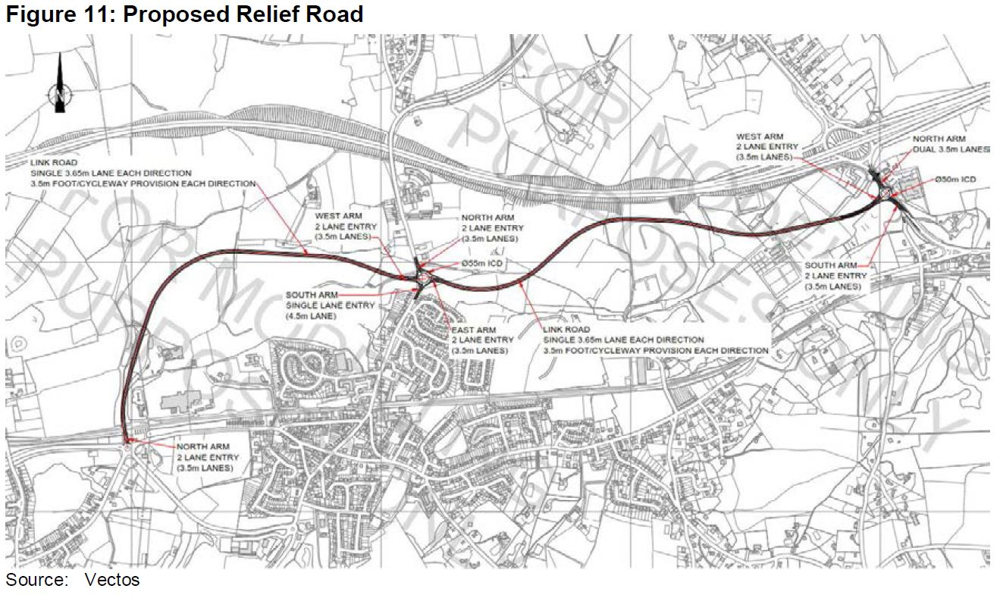 Figure 11: Proposed Relief Road
FOR MODELLING
PURPOSES ONLY
WEST ARM
2 LANE ENTRY
(3.5m LANES)
NORTH ARM
DUAL 3.5m LANES
Ø50m ICD
LINK ROAD
SINGLE 3.65m LANE EACH DIRECTION
3.5m FOOT/CYCLEWAY PROVISION EACH DIRECTION
N
WEST ARM
2 LANE ENTRY
(3.5m LANES)
NORTH ARM
2 LANE ENTRY
(3.5m LANES)
Ø55m ICD
SOUTH ARM
2 LANE ENTRY
(3.5m LANES)
SOUTH ARM
SINGLE LANE ENTRY
(4.5m LANE)
EAST ARM
2 LANE ENTRY
(3.5m LANES)
LINK ROAD
SINGLE 3.65m LANE EACH DIRECTION
3.5m FOOT/CYCLEWAY PROVISION EACH DIRECTION
NORTH ARM
2 LANE ENTRY
(3.5m LANES)
Source: Vectos